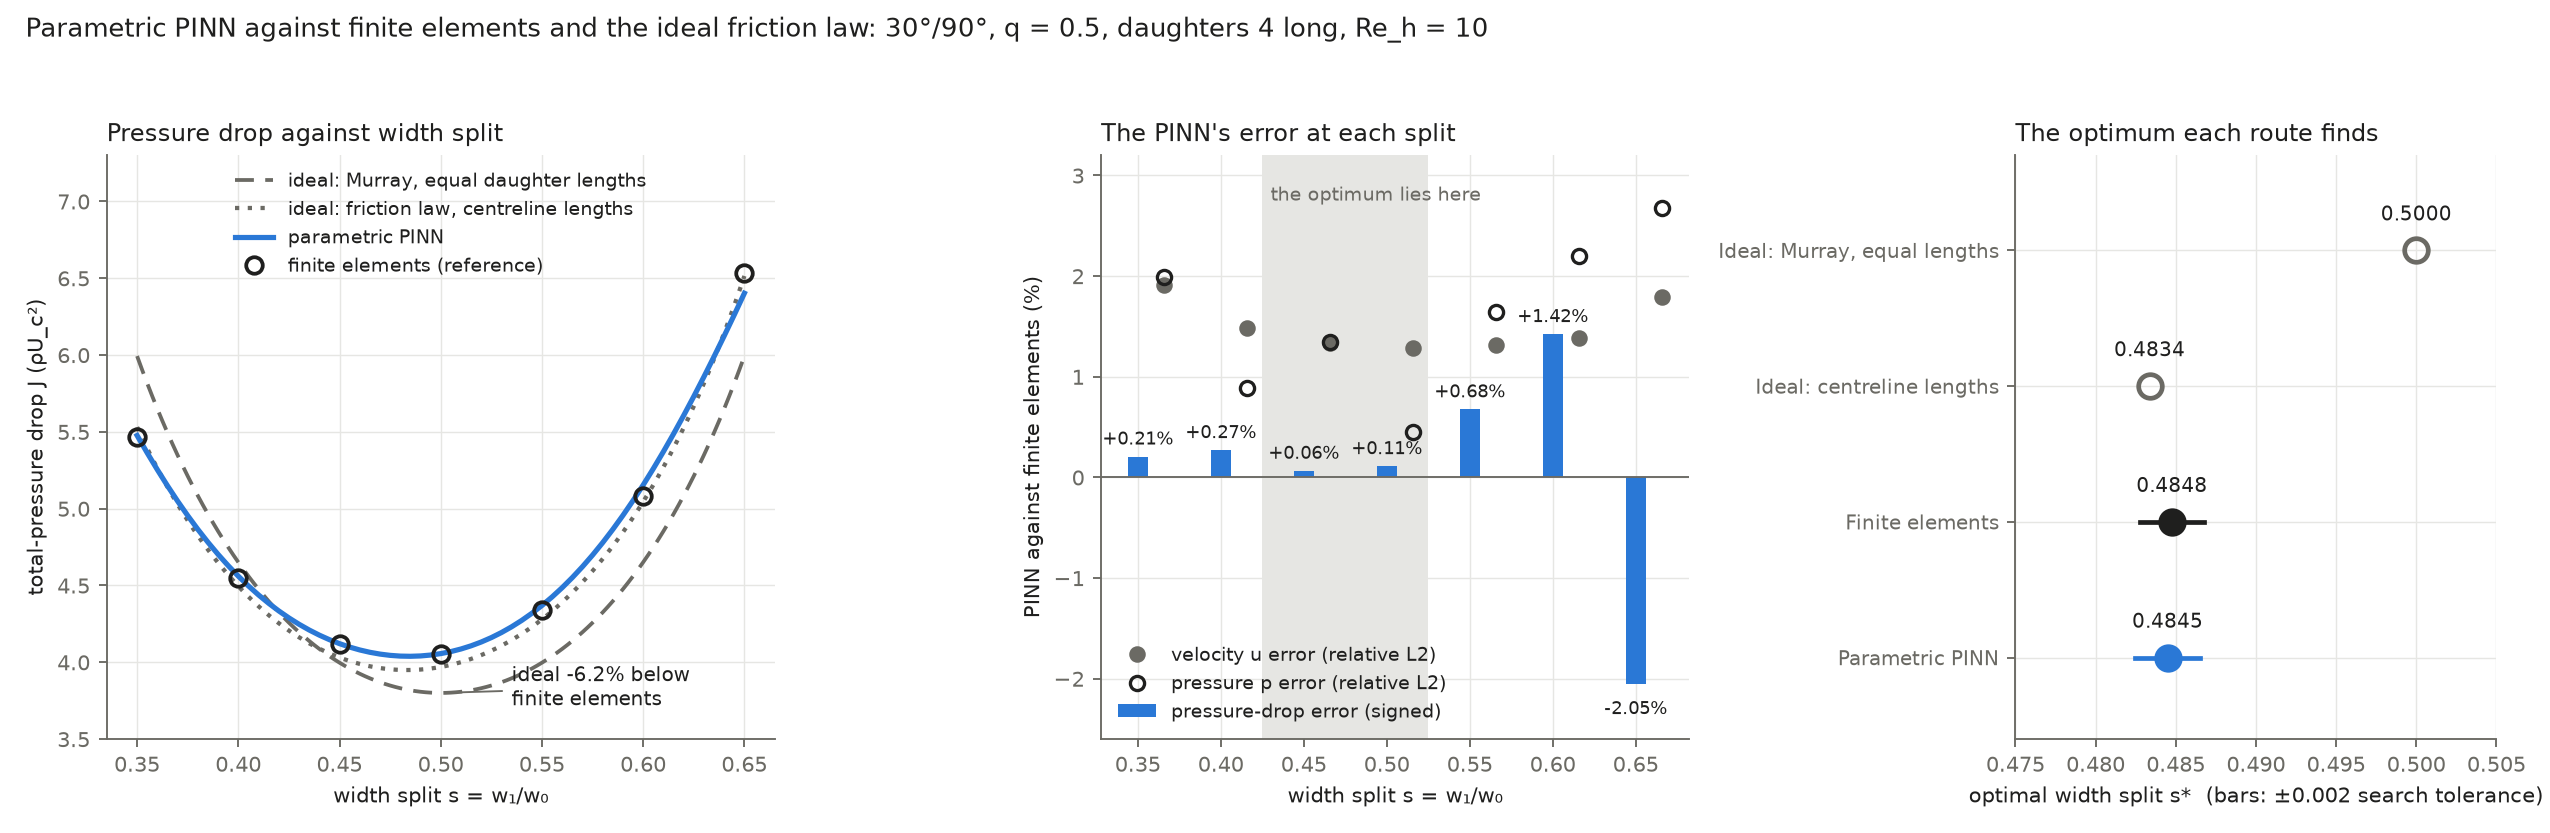 Parametric PINN against finite elements and the ideal friction law: 30°/90°, q = 0.5, daughters 4 long, Re_h = 10
Pressure drop against width split
ideal: Murray, equal daughter lengths
ideal: friction law, centreline lengths
parametric PINN
finite elements (reference)
total-pressure drop J (ρU_c²)
7.0
6.5
6.0
5.5
5.0
4.5
4.0
3.5
ideal -6.2% below
finite elements
0.35 0.40 0.45 0.50 0.55 0.60 0.65
width split s = w₁/w₀
The PINN's error at each split
the optimum lies here
PINN against finite elements (%)
3
2
1
0
−1
−2
+0.21%
+0.27%
+0.06%
+0.11%
+0.68%
+1.42%
-2.05%
velocity u error (relative L2)
pressure p error (relative L2)
pressure-drop error (signed)
0.35 0.40 0.45 0.50 0.55 0.60 0.65
width split s = w₁/w₀
The optimum each route finds
0.5000
Ideal: Murray, equal lengths
0.4834
Ideal: centreline lengths
0.4848
Finite elements
0.4845
Parametric PINN
0.475 0.480 0.485 0.490 0.495 0.500 0.505
optimal width split s* (bars: ±0.002 search tolerance)